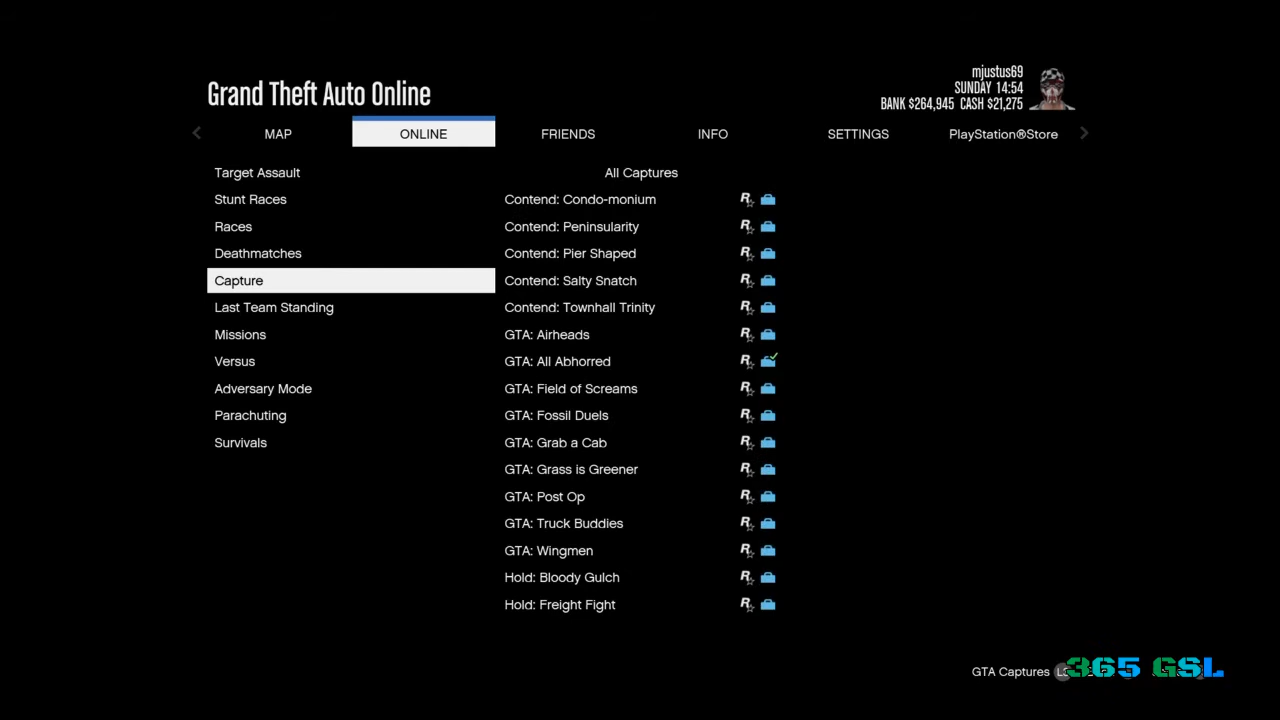 Grand Theft Auto Online
mjustus69
SUNDAY 14:54
BANK $264,945 CASH $21,275
MAP ONLINE FRIENDS INFO SETTINGS PlayStation®Store
Target Assault
Stunt Races
Races
Deathmatches
Capture
Last Team Standing
Missions
Versus
Adversary Mode
Parachuting
Survivals
All Captures
Contend: Condo-monium
Contend: Peninsularity
Contend: Pier Shaped
Contend: Salty Snatch
Contend: Townhall Trinity
GTA: Airheads
GTA: All Abhorred
GTA: Field of Screams
GTA: Fossil Duels
GTA: Grab a Cab
GTA: Grass is Greener
GTA: Post Op
GTA: Truck Buddies
GTA: Wingmen
Hold: Bloody Gulch
Hold: Freight Fight
GTA Captures
365 GSL